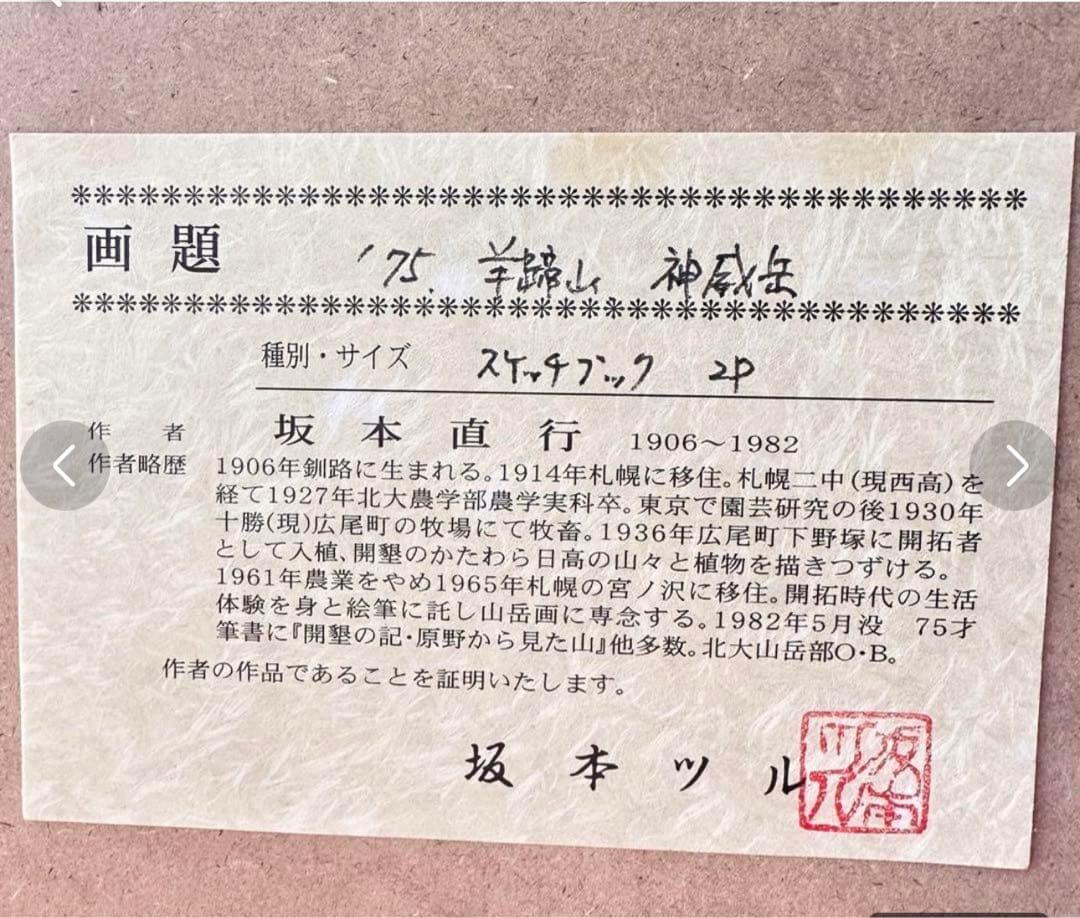 画題 '75. 羊蹄山 神威岳
種別・サイズ スケッチブック 2P
作者 坂本直行 1906～1982
作者略歴 1906年釧路に生まれる。1914年札幌に移住。札幌二中(現西高)を
経て1927年北大農学部農学実科卒。東京で園芸研究の後1930年
十勝(現)広尾町の牧場にて牧畜。1936年広尾町下野塚に開拓者
として入植、開墾のかたわら日高の山々と植物を描きつずける。
1961年農業をやめ1965年札幌の宮ノ沢に移住。開拓時代の生活
体験を身と絵筆に託し山岳画に専念する。1982年5月没 75才
筆書に『開墾の記・原野から見た山』他多数。北大山岳部O・B。
作者の作品であることを証明いたします。
坂本ツル